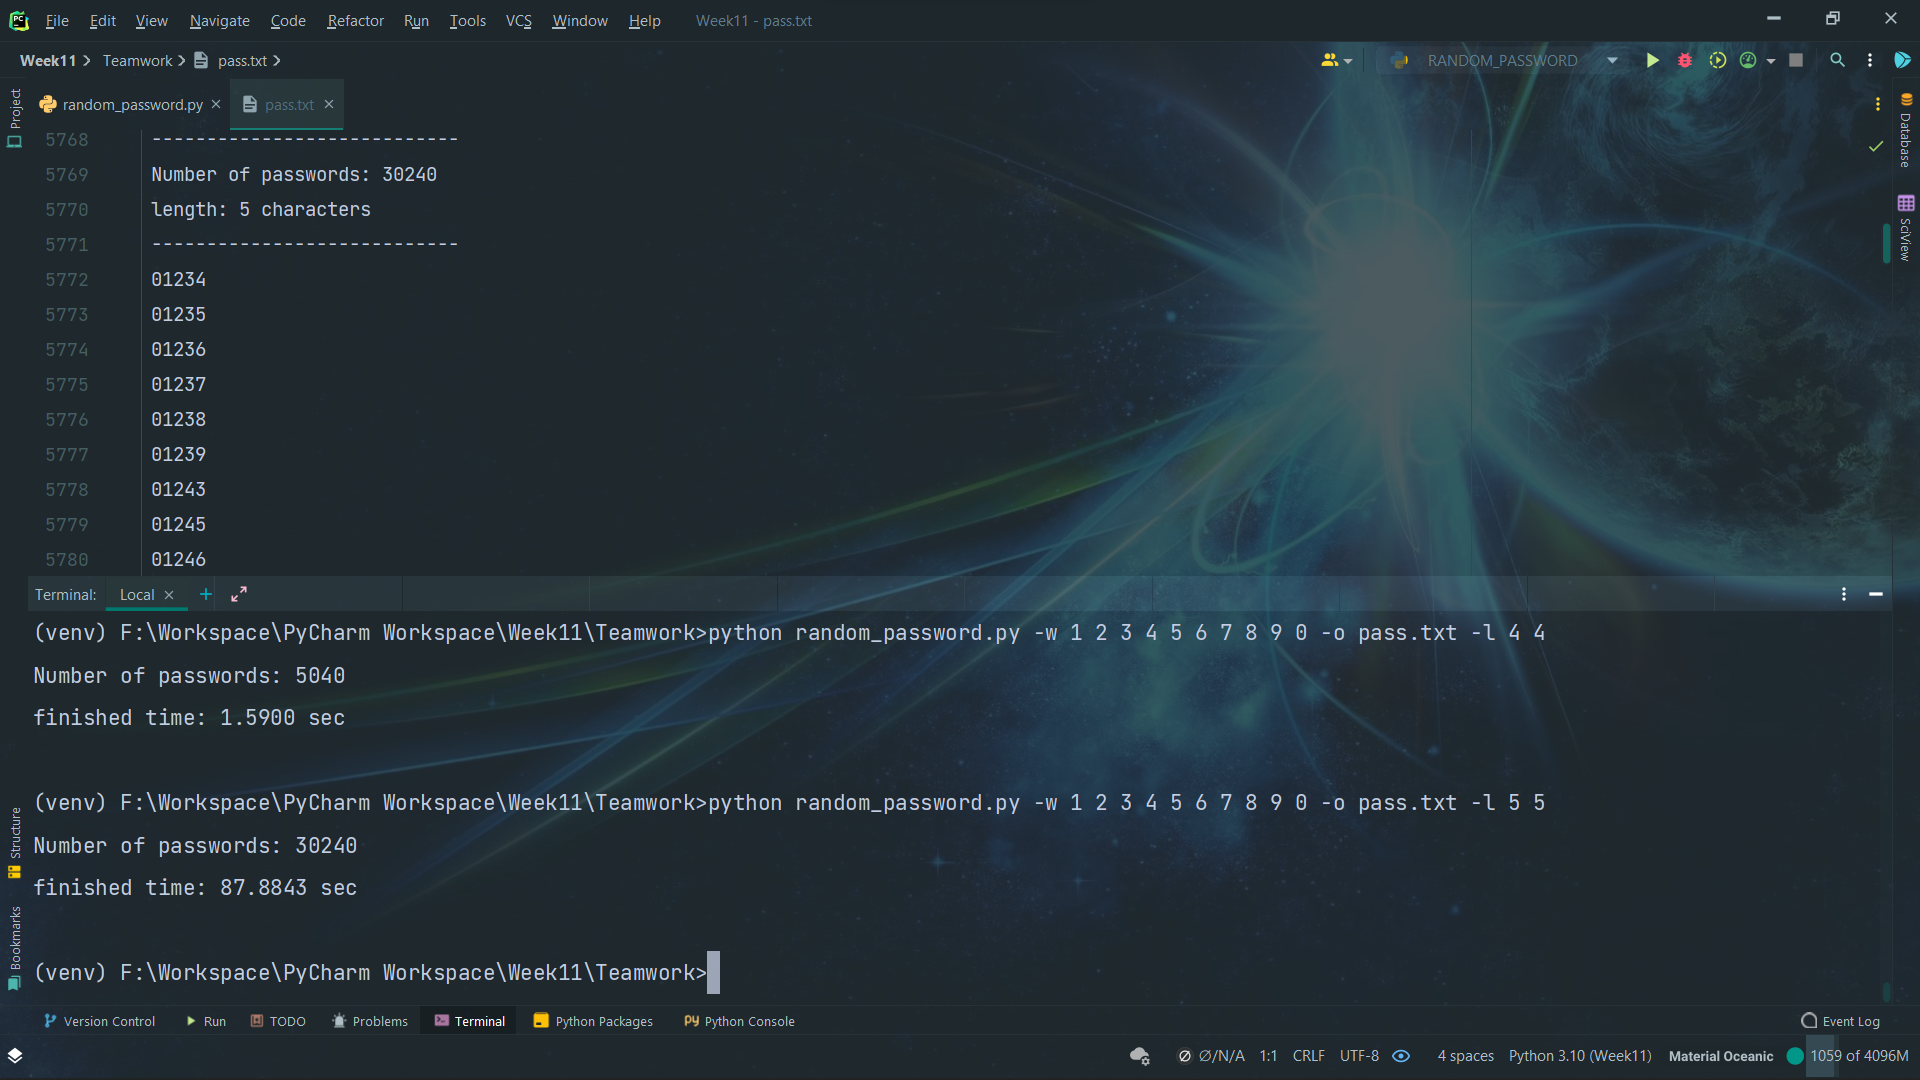 File Edit View Navigate Code Refactor Run Tools VCS Window Help Week11 - pass.txt
Week11 Teamwork pass.txt RANDOM_PASSWORD
random_password.py pass.txt
Project
Database
SciView
5768 ----------------------------
5769 Number of passwords: 30240
5770 length: 5 characters
5771 ----------------------------
5772 01234
5773 01235
5774 01236
5775 01237
5776 01238
5777 01239
5778 01243
5779 01245
5780 01246
Terminal: Local
(venv) F:\Workspace\PyCharm Workspace\Week11\Teamwork>python random_password.py -w 1 2 3 4 5 6 7 8 9 0 -o pass.txt -l 4 4
Number of passwords: 5040
finished time: 1.5900 sec
(venv) F:\Workspace\PyCharm Workspace\Week11\Teamwork>python random_password.py -w 1 2 3 4 5 6 7 8 9 0 -o pass.txt -l 5 5
Number of passwords: 30240
finished time: 87.8843 sec
(venv) F:\Workspace\PyCharm Workspace\Week11\Teamwork>
Structure
Bookmarks
Version Control Run TODO Problems Terminal Python Packages Python Console Event Log
∅/N/A 1:1 CRLF UTF-8 4 spaces Python 3.10 (Week11) Material Oceanic 1059 of 4096M